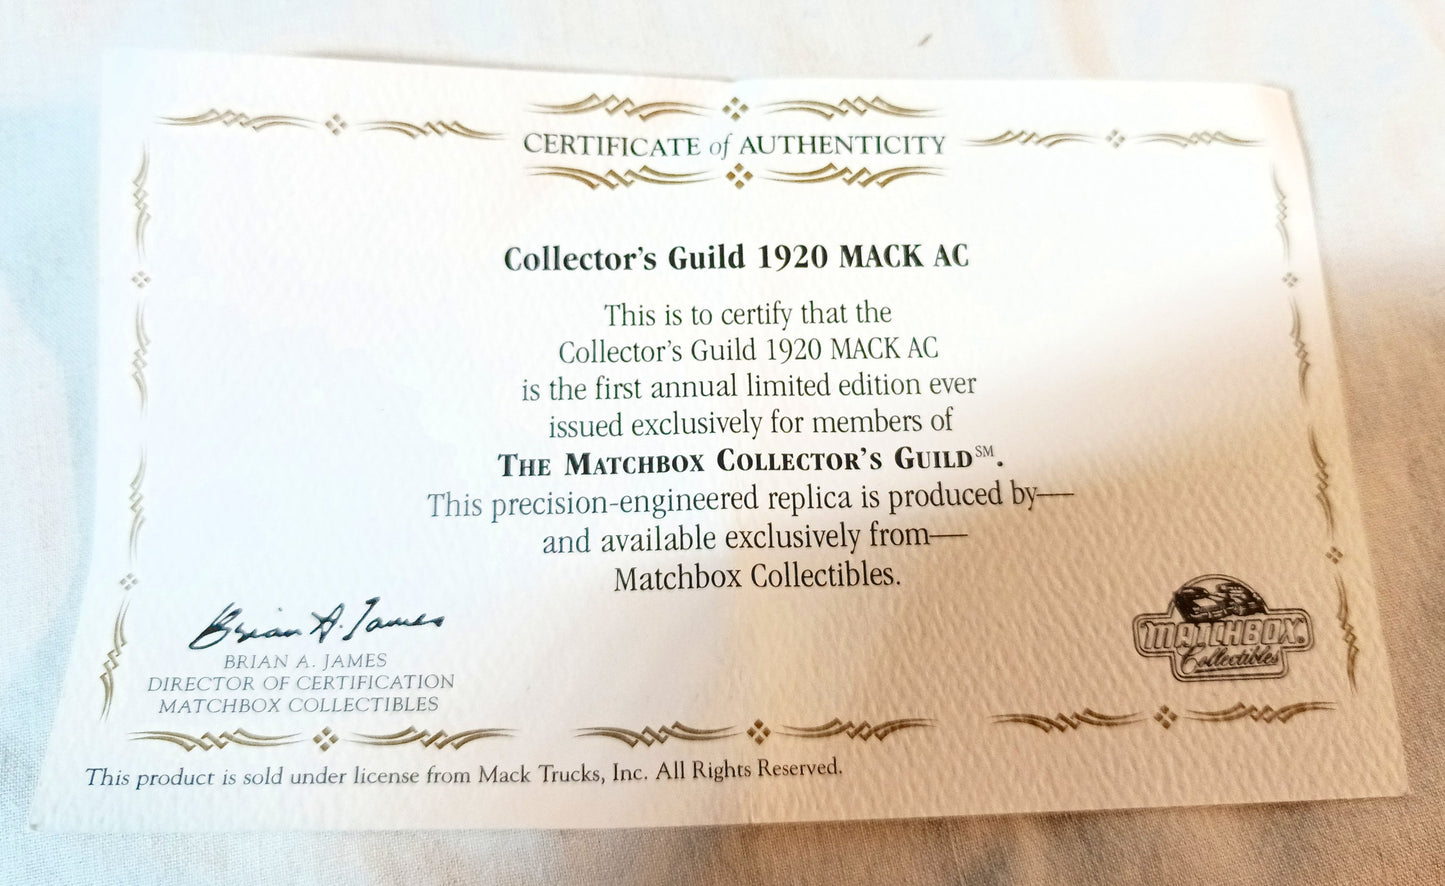 CERTIFICATE of AUTHENTICITY
Collector's Guild 1920 MACK AC
This is to certify that the
Collector's Guild 1920 MACK AC
is the first annual limited edition ever
issued exclusively for members of
THE MATCHBOX COLLECTOR'S GUILD℠.
This precision-engineered replica is produced by—
and available exclusively from—
Matchbox Collectibles.
Brian A. James
BRIAN A. JAMES
DIRECTOR OF CERTIFICATION
MATCHBOX COLLECTIBLES
MATCHBOX®
Collectibles
This product is sold under license from Mack Trucks, Inc. All Rights Reserved.